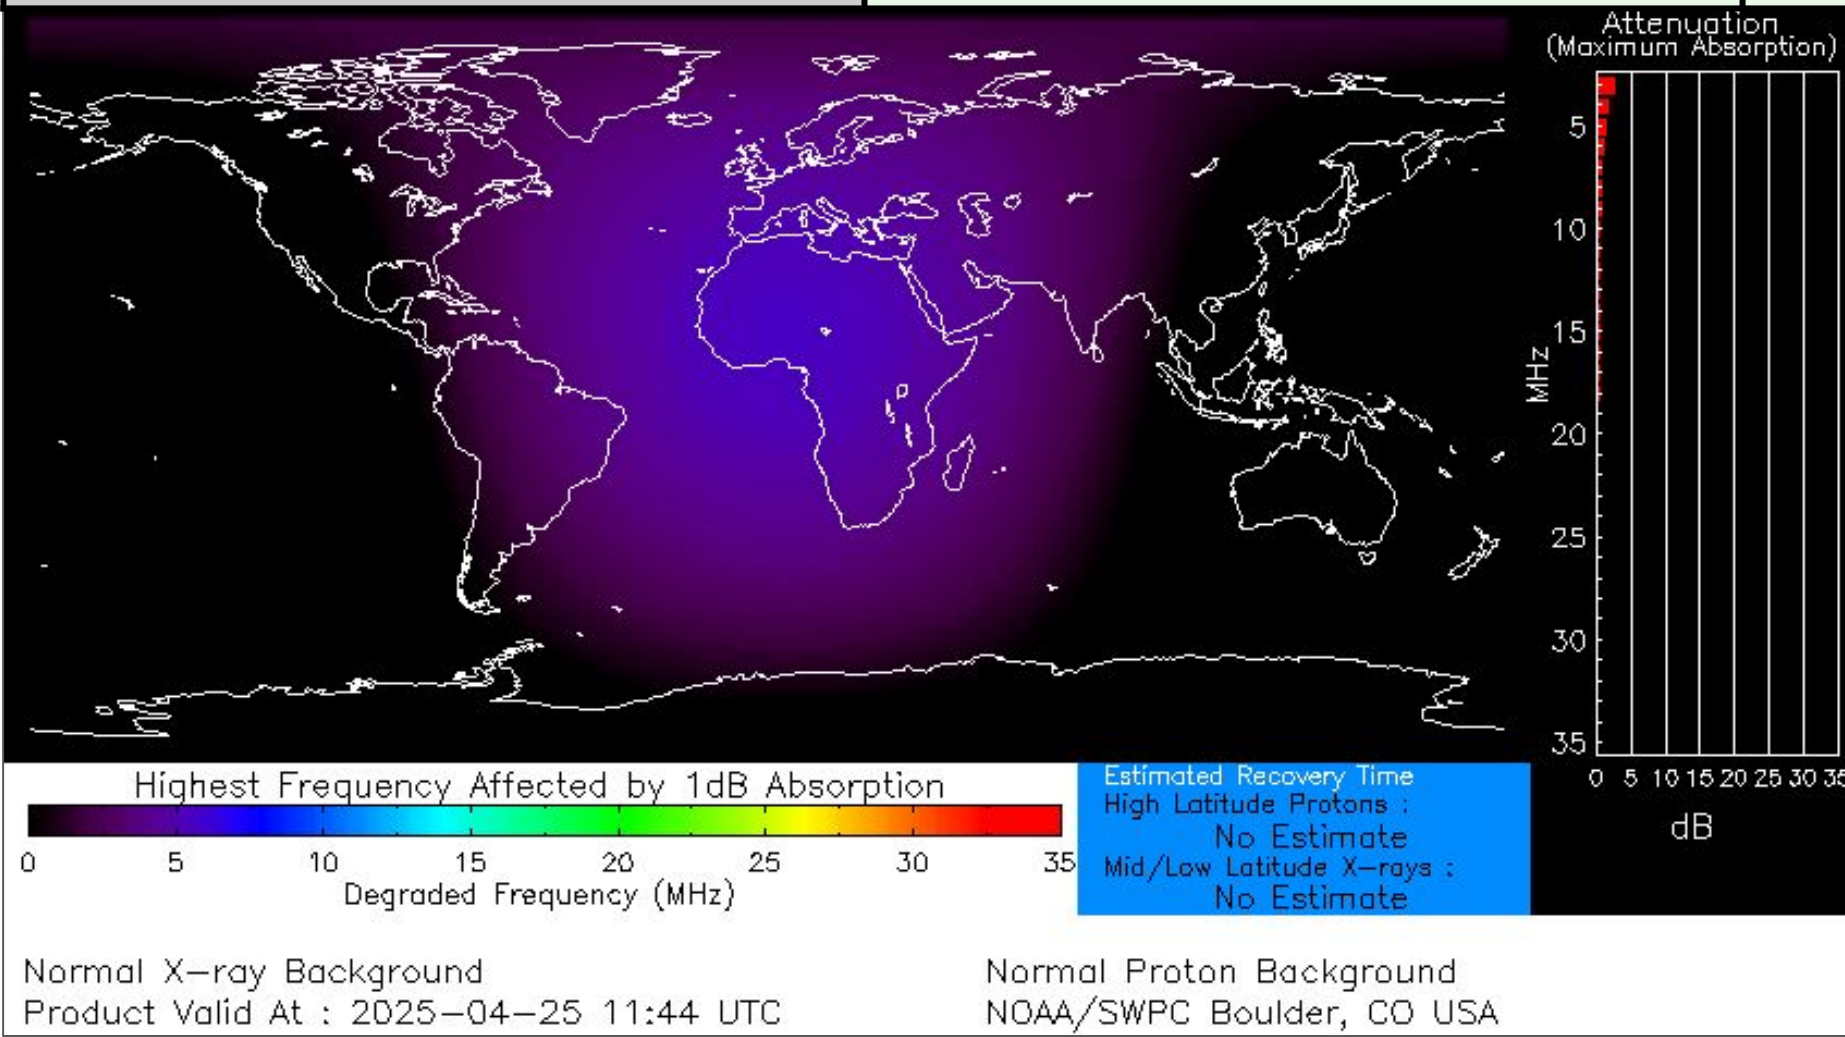 Attenuation
(Maximum Absorption)
5
10
15
20
25
30
35
MHz
0 5 10 15 20 25 30 35
dB
Highest Frequency Affected by 1dB Absorption
0 5 10 15 20 25 30 35
Degraded Frequency (MHz)
Estimated Recovery Time
High Latitude Protons :
No Estimate
Mid/Low Latitude X-rays :
No Estimate
Normal X-ray Background
Product Valid At : 2025-04-25 11:44 UTC
Normal Proton Background
NOAA/SWPC Boulder, CO USA